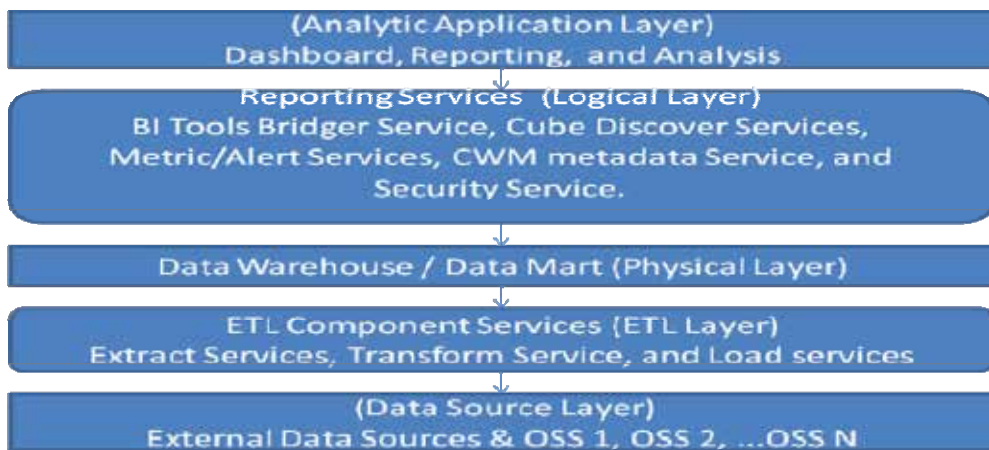 (Analytic Application Layer)
Dashboard, Reporting, and Analysis
Reporting Services (Logical Layer)
BI Tools Bridger Service, Cube Discover Services,
Metric/Alert Services, CWM metadata Service, and
Security Service.
Data Warehouse / Data Mart (Physical Layer)
ETL Component Services (ETL Layer)
Extract Services, Transform Service, and Load services
(Data Source Layer)
External Data Sources & OSS 1, OSS 2, ...OSS N